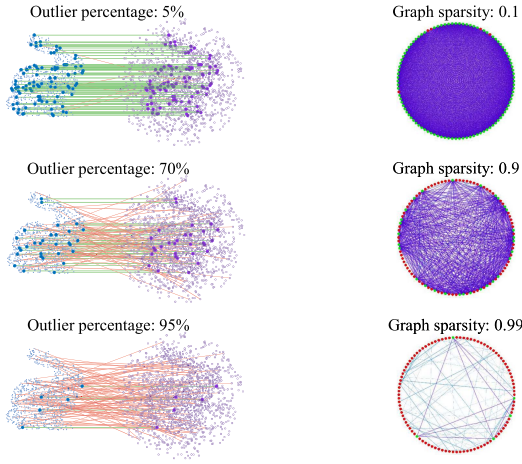 Outlier percentage: 5%
Graph sparsity: 0.1
Outlier percentage: 70%
Graph sparsity: 0.9
Outlier percentage: 95%
Graph sparsity: 0.99